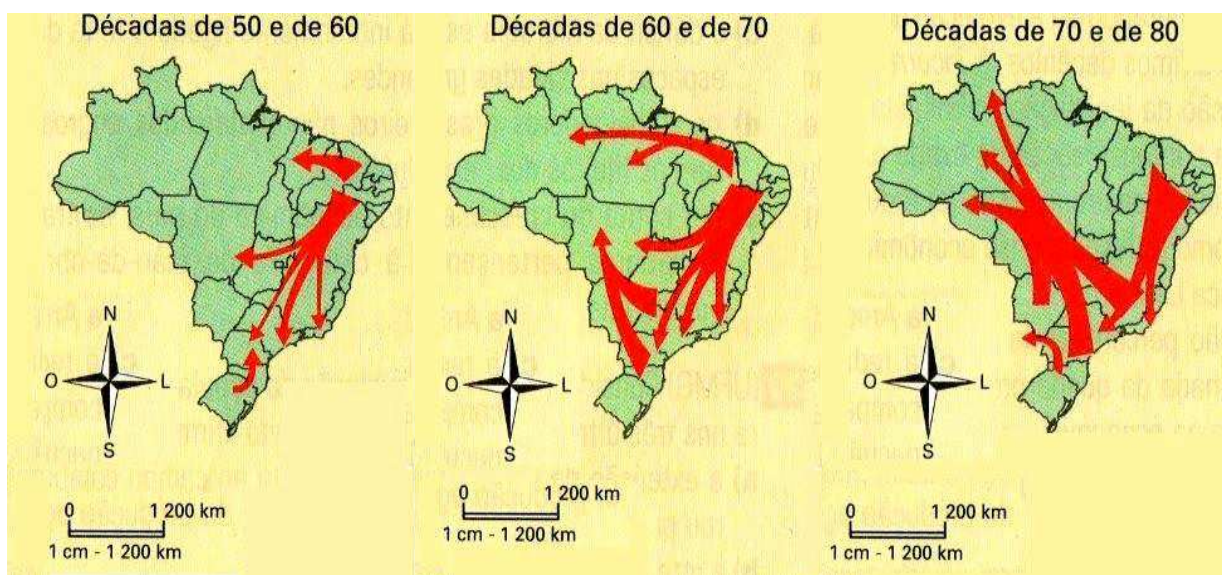 Décadas de 50 e de 60
N
O
L
S
0 1 200 km
1 cm - 1 200 km
Décadas de 60 e de 70
N
O
L
S
0 1 200 km
1 cm - 1 200 km
Décadas de 70 e de 80
N
O
L
S
0 1 200 km
1 cm - 1 200 km